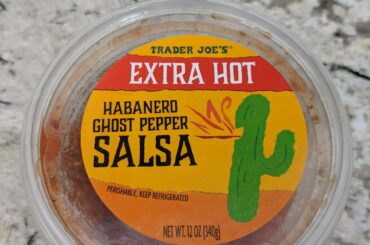 TRADER JOE'S
EXTRA HOT
HABANERO
GHOST PEPPER
SALSA
PERISHABLE, KEEP REFRIGERATED
NET WT. 12 OZ (340g)